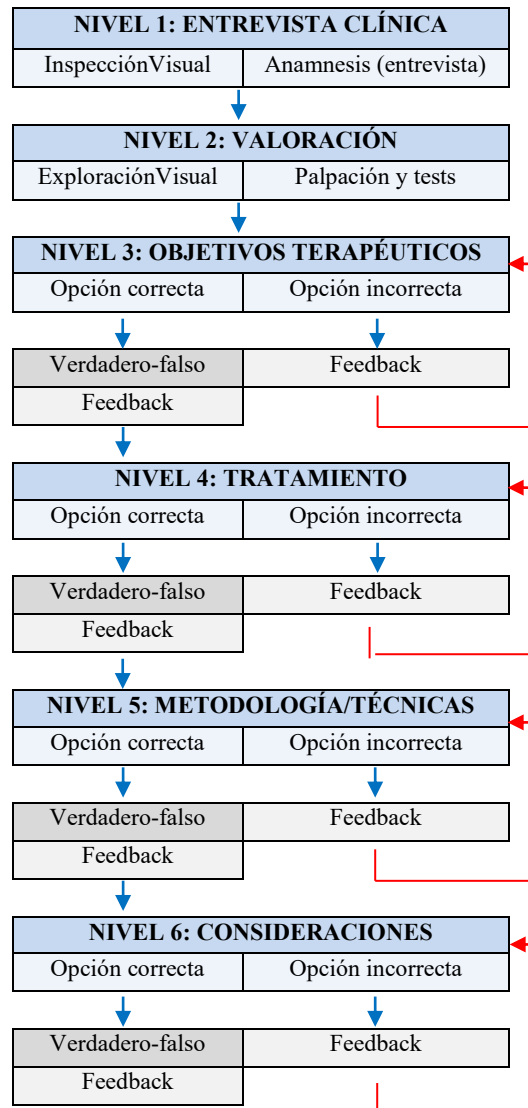 NIVEL 1: ENTREVISTA CLÍNICA
InspecciónVisual
Anamnesis (entrevista)
NIVEL 2: VALORACIÓN
ExploraciónVisual
Palpación y tests
NIVEL 3: OBJETIVOS TERAPÉUTICOS
Opción correcta
Opción incorrecta
Verdadero-falso
Feedback
Feedback
NIVEL 4: TRATAMIENTO
Opción correcta
Opción incorrecta
Verdadero-falso
Feedback
Feedback
NIVEL 5: METODOLOGÍA/TÉCNICAS
Opción correcta
Opción incorrecta
Verdadero-falso
Feedback
Feedback
NIVEL 6: CONSIDERACIONES
Opción correcta
Opción incorrecta
Verdadero-falso
Feedback
Feedback